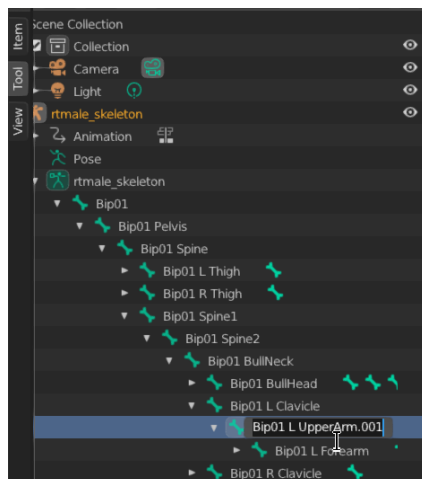 Item
Tool
View
Scene Collection
Collection
Camera
Light
rtmale_skeleton
Animation
Pose
rtmale_skeleton
Bip01
Bip01 Pelvis
Bip01 Spine
Bip01 L Thigh
Bip01 R Thigh
Bip01 Spine1
Bip01 Spine2
Bip01 BullNeck
Bip01 BullHead
Bip01 L Clavicle
Bip01 L UpperArm.001
Bip01 L Forearm
Bip01 R Clavicle